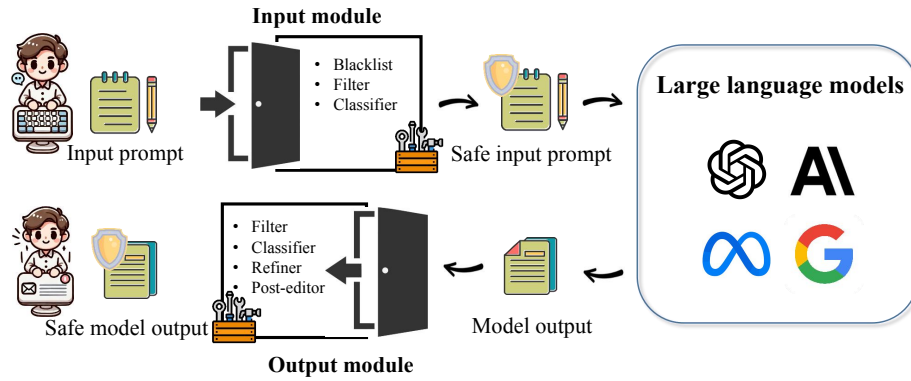 Input module
• Blacklist
• Filter
• Classifier
Input prompt
Safe input prompt
Large language models
• Filter
• Classifier
• Refiner
• Post-editor
Safe model output
Model output
Output module